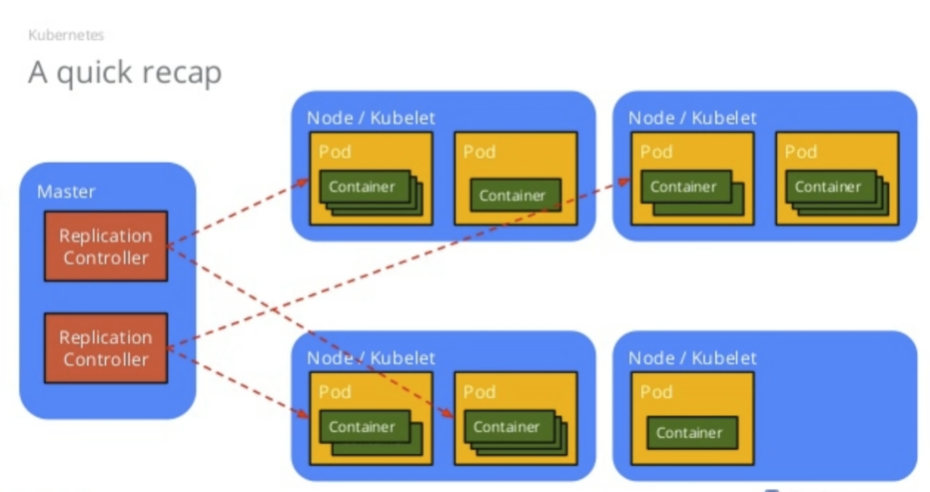 Kubernetes
A quick recap
Master
Replication
Controller
Replication
Controller
Node / Kubelet
Pod
Container
Pod
Container
Node / Kubelet
Pod
Container
Pod
Container
Node / Kubelet
Pod
Container
Pod
Container
Node / Kubelet
Pod
Container